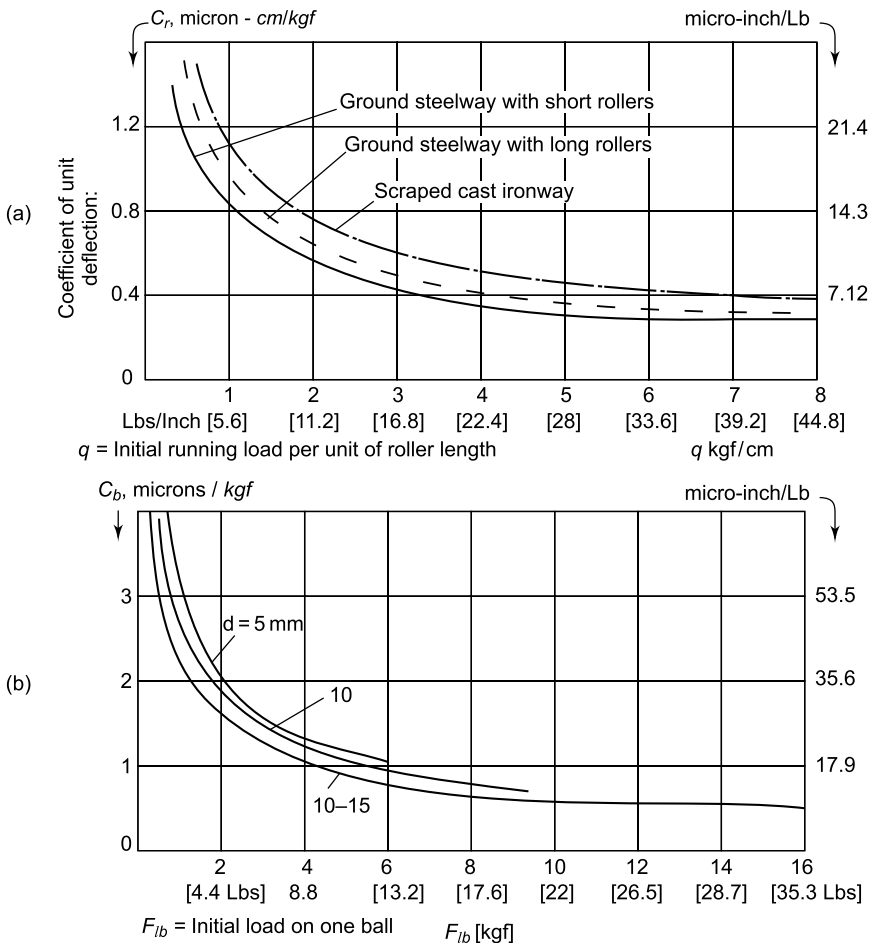 C_r, micron - cm/kgf
micro-inch/Lb
Ground steelway with short rollers
1.2
21.4
Ground steelway with long rollers
(a)
Coefficient of unit
deflection:
Scraped cast ironway
0.8
14.3
0.4
7.12
0
1 2 3 4 5 6 7 8
Lbs/Inch [5.6] [11.2] [16.8] [22.4] [28] [33.6] [39.2] [44.8]
q = Initial running load per unit of roller length q kgf/cm
C_b, microns / kgf
micro-inch/Lb
3
53.5
d = 5 mm
(b)
2
35.6
10
1
17.9
10–15
0
2 4 6 8 10 12 14 16
[4.4 Lbs] 8.8 [13.2] [17.6] [22] [26.5] [28.7] [35.3 Lbs]
F_lb = Initial load on one ball F_lb [kgf]